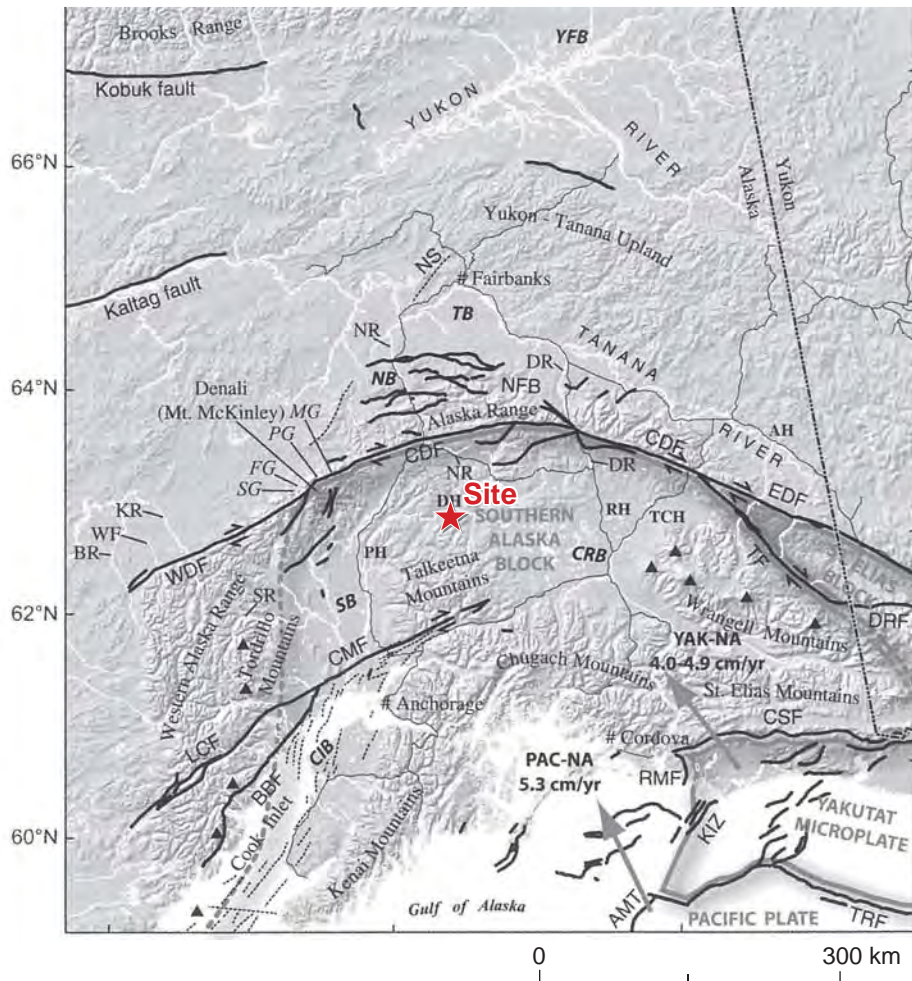 Brooks Range
YFB
Kobuk fault
YUKON
RIVER
66°N
Yukon
Alaska
Yukon - Tanana Upland
NS
# Fairbanks
Kaltag fault
TB
TANANA
NR
DR
64°N
NB
NFB
Denali
(Mt. McKinley)
MG
PG
Alaska Range
CDF
CDF
RIVER
AH
FG
SG
NR
DR
EDF
KR
WF
BR
DH
Site
SOUTHERN
ALASKA
BLOCK
RH
TCH
WDF
PH
CRB
TF
ELIAS
BLOCK
Talkeetna
Mountains
62°N
SR
SB
DRF
Western Alaska Range
Tordrillo
Mountains
CMF
Wrangell Mountains
YAK-NA
4.0-4.9 cm/yr
Chugach Mountains
St. Elias Mountains
# Anchorage
CSF
LCF
CIB
# Cordova
PAC-NA
5.3 cm/yr
RMF
BBF
YAKUTAT
MICROPLATE
KIZ
60°N
Cook Inlet
Kenai Mountains
Gulf of Alaska
AMT
PACIFIC PLATE
TRF
0
300 km